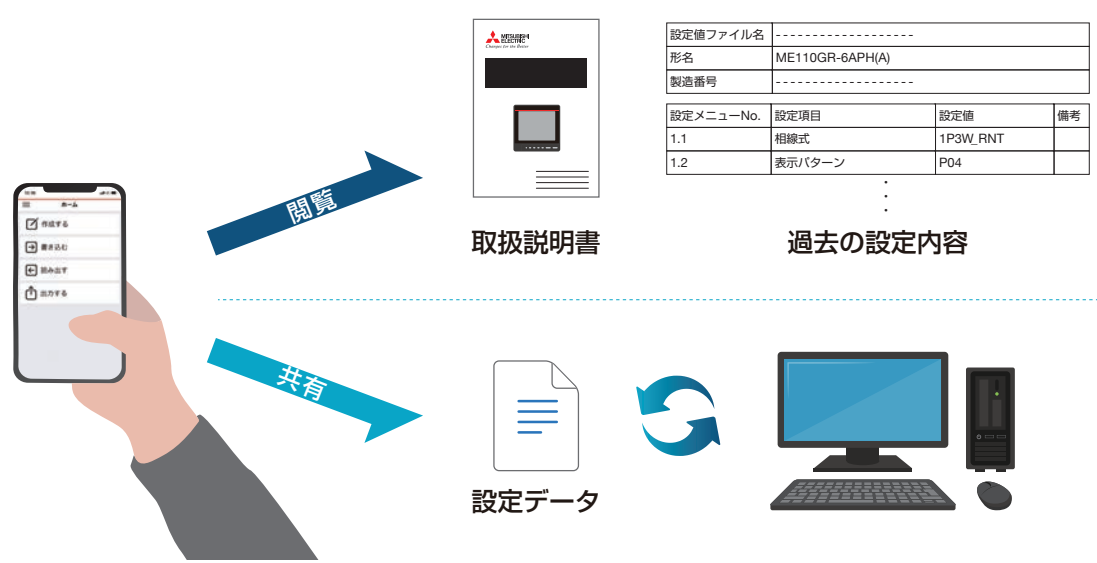 MITSUBISHI
ELECTRIC
Changes for the Better
設定値ファイル名 -------------------
形名 ME110GR-6APH(A)
製造番号 -------------------
設定メニューNo. 設定項目 設定値 備考
1.1 相線式 1P3W_RNT
1.2 表示パターン P04
閲覧
取扱説明書
過去の設定内容
ホーム
作成する
書き込む
読み出す
出力する
共有
設定データ